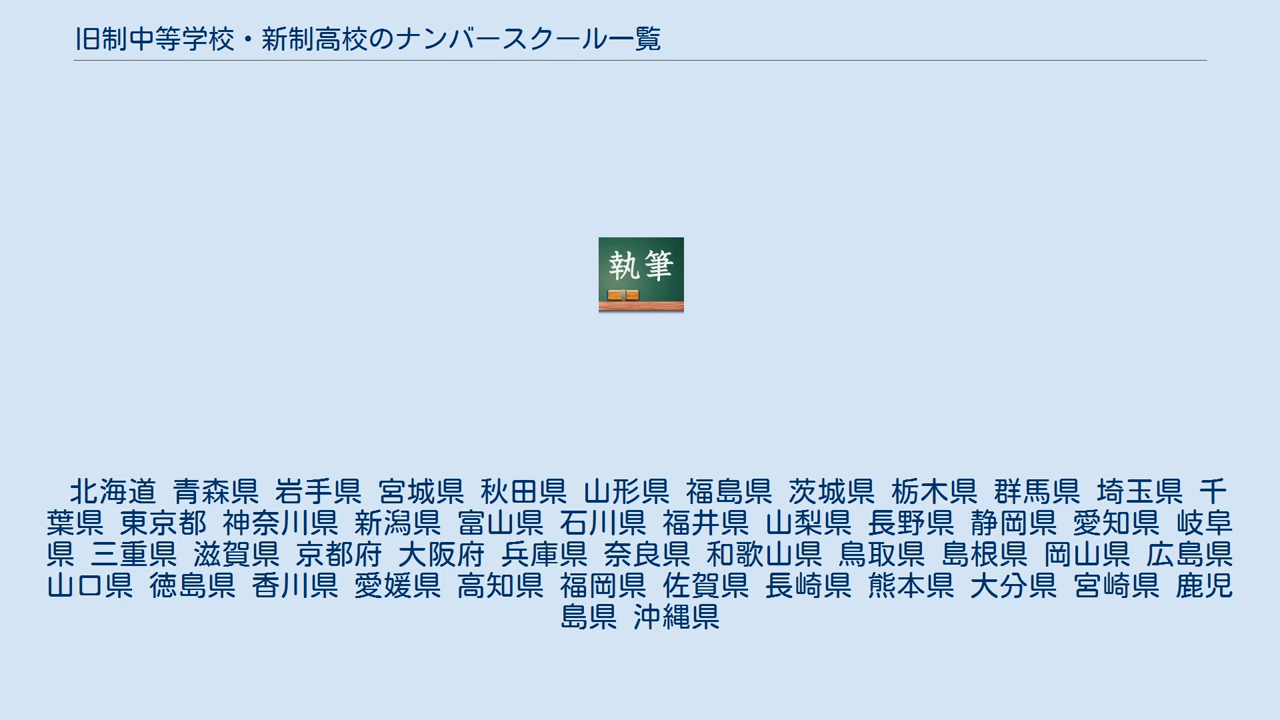 旧制中等学校・新制高校のナンバースクール一覧
執筆
北海道 青森県 岩手県 宮城県 秋田県 山形県 福島県 茨城県 栃木県 群馬県 埼玉県 千
葉県 東京都 神奈川県 新潟県 富山県 石川県 福井県 山梨県 長野県 静岡県 愛知県 岐阜
県 三重県 滋賀県 京都府 大阪府 兵庫県 奈良県 和歌山県 鳥取県 島根県 岡山県 広島県
山口県 徳島県 香川県 愛媛県 高知県 福岡県 佐賀県 長崎県 熊本県 大分県 宮崎県 鹿児
島県 沖縄県